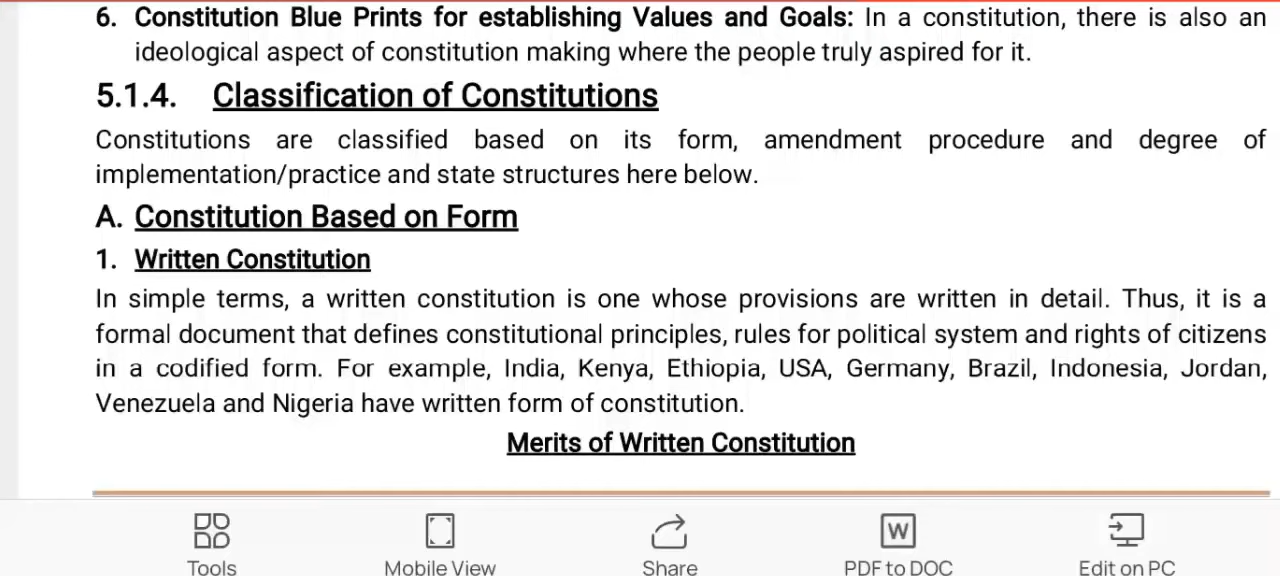 6. Constitution Blue Prints for establishing Values and Goals: In a constitution, there is also an
ideological aspect of constitution making where the people truly aspired for it.
5.1.4. Classification of Constitutions
Constitutions are classified based on its form, amendment procedure and degree of
implementation/practice and state structures here below.
A. Constitution Based on Form
1. Written Constitution
In simple terms, a written constitution is one whose provisions are written in detail. Thus, it is a
formal document that defines constitutional principles, rules for political system and rights of citizens
in a codified form. For example, India, Kenya, Ethiopia, USA, Germany, Brazil, Indonesia, Jordan,
Venezuela and Nigeria have written form of constitution.
Merits of Written Constitution
W
Tools Mobile View Share PDF to DOC Edit on PC